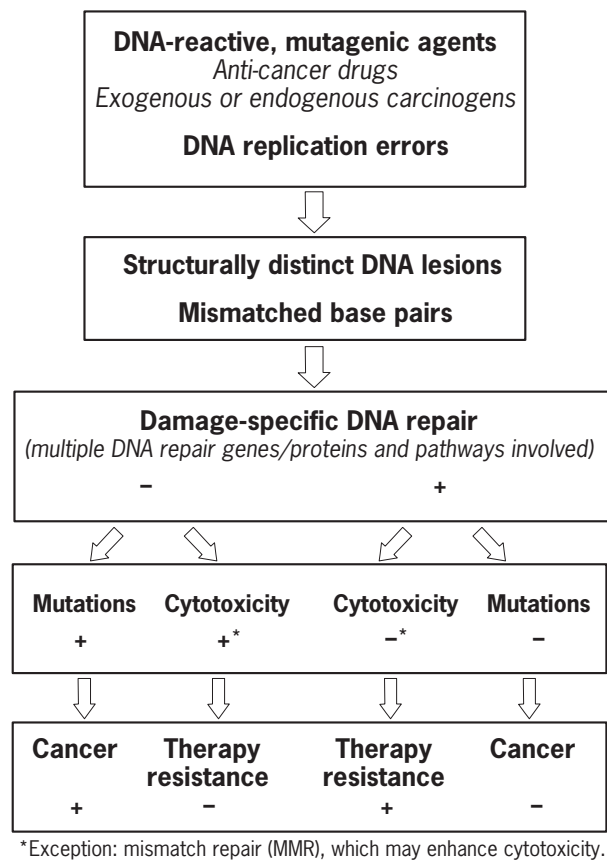 DNA-reactive, mutagenic agents
Anti-cancer drugs
Exogenous or endogenous carcinogens
DNA replication errors
Structurally distinct DNA lesions
Mismatched base pairs
Damage-specific DNA repair
(multiple DNA repair genes/proteins and pathways involved)
– +
Mutations Cytotoxicity Cytotoxicity Mutations
+ +* –* –
Cancer Therapy Therapy Cancer
resistance resistance
+ – + –
*Exception: mismatch repair (MMR), which may enhance cytotoxicity.